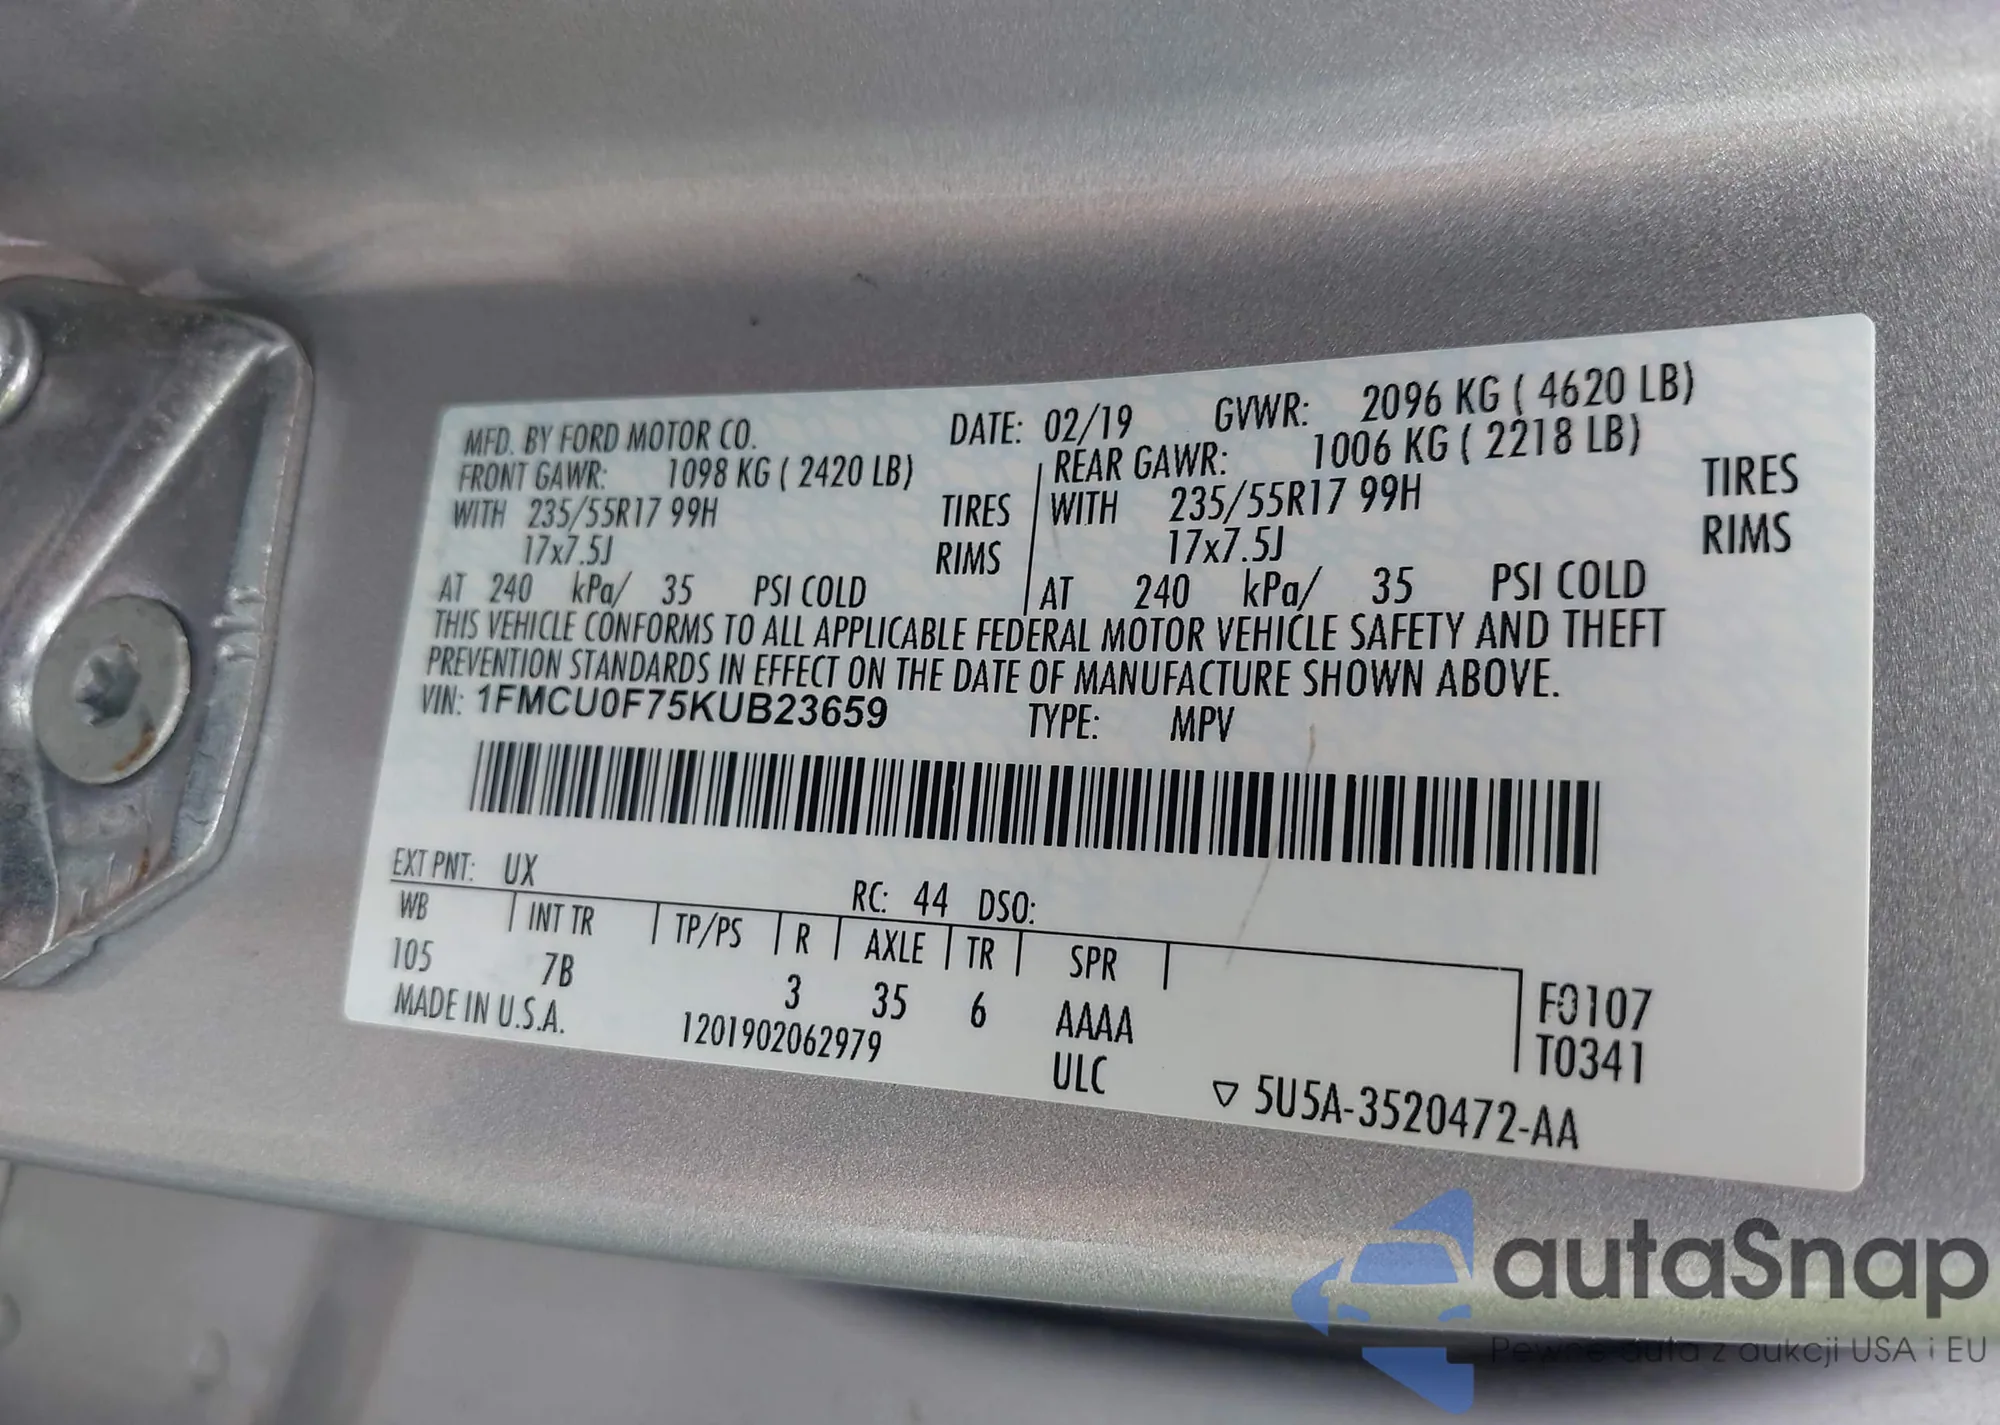 MFD. BY FORD MOTOR CO. DATE: 02/19 GVWR: 2096 KG ( 4620 LB)
FRONT GAWR: 1098 KG ( 2420 LB) REAR GAWR: 1006 KG ( 2218 LB)
WITH 235/55R17 99H TIRES WITH 235/55R17 99H TIRES
17x7.5J RIMS 17x7.5J RIMS
AT 240 kPa/ 35 PSI COLD AT 240 kPa/ 35 PSI COLD
THIS VEHICLE CONFORMS TO ALL APPLICABLE FEDERAL MOTOR VEHICLE SAFETY AND THEFT
PREVENTION STANDARDS IN EFFECT ON THE DATE OF MANUFACTURE SHOWN ABOVE.
VIN: 1FMCU0F75KUB23659 TYPE: MPV
EXT PNT: UX RC: 44 DSO:
WB INT TR TP/PS R AXLE TR SPR
105 7B 3 35 6 AAAA F0107
MADE IN U.S.A. 1201902062979 ULC T0341
▽ 5U5A-3520472-AA
autaSnap
Pewne auta z aukcji USA i EU